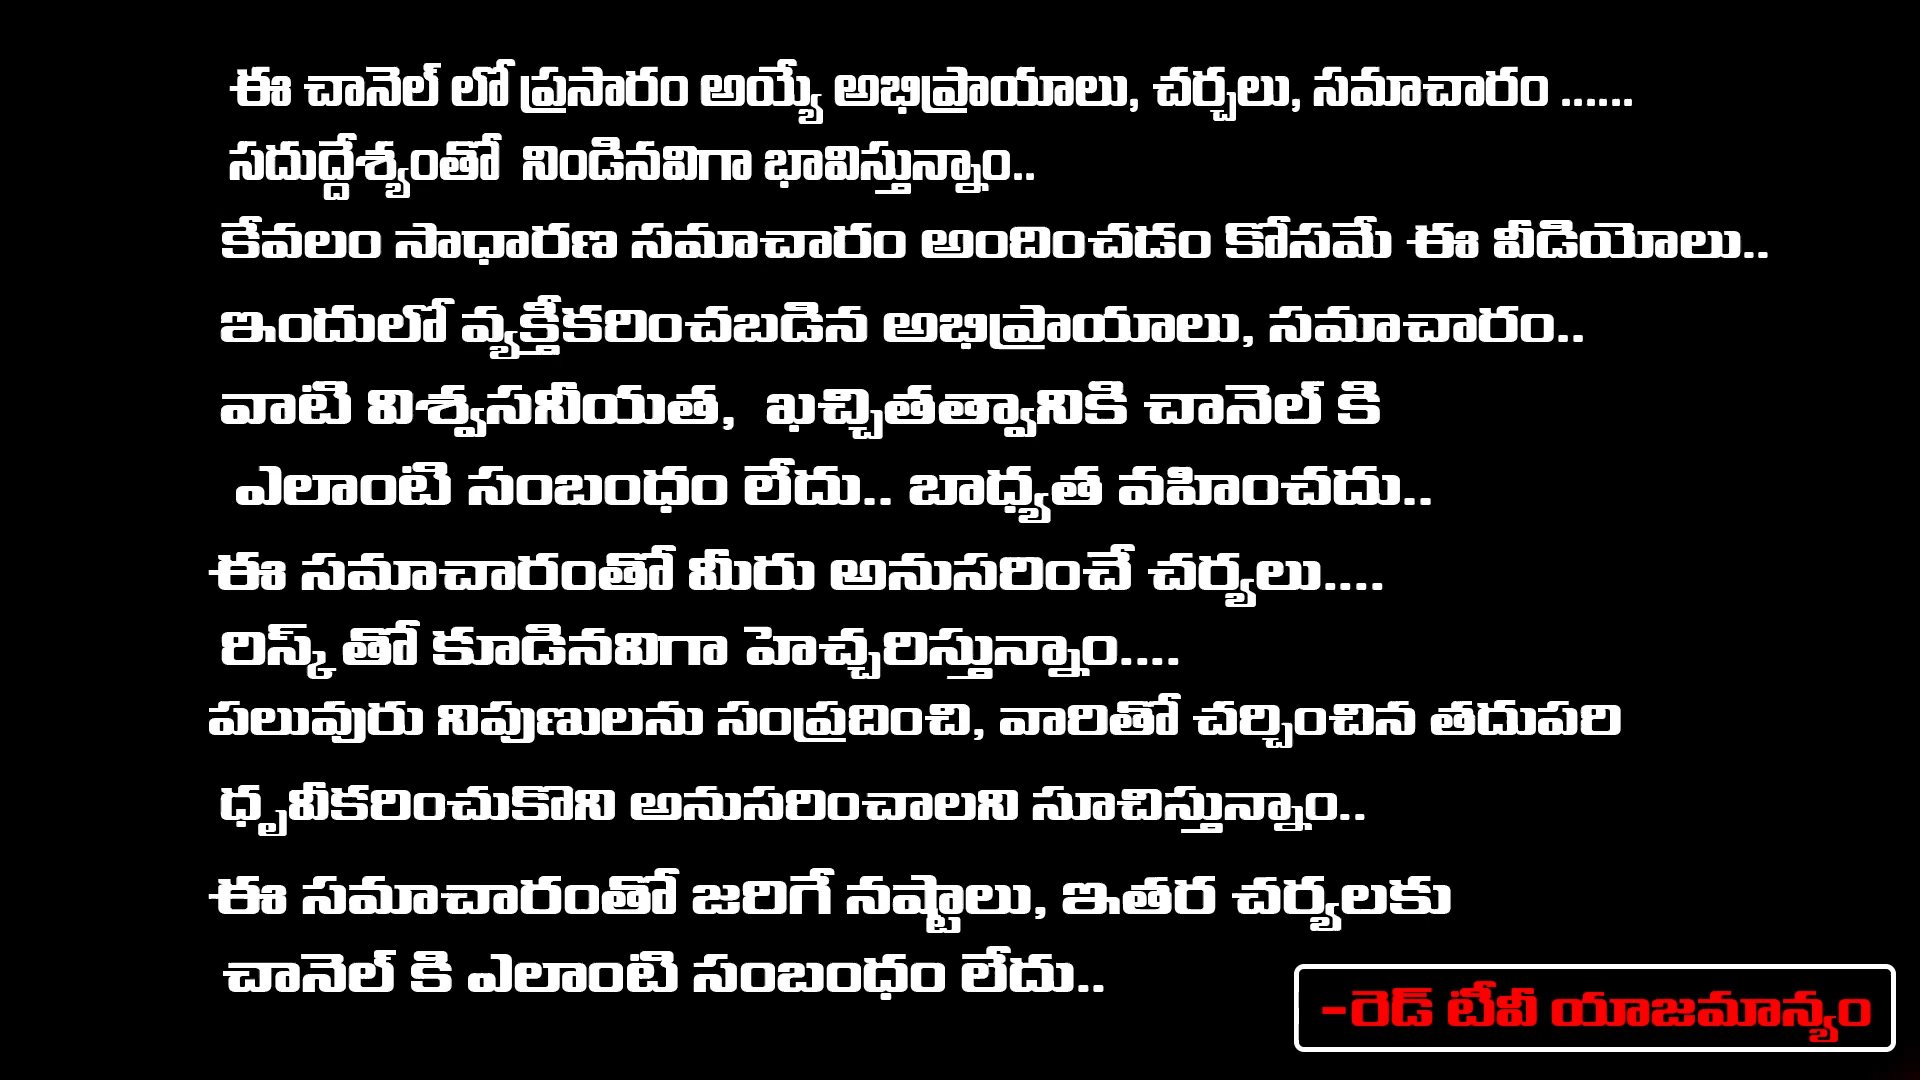 ఈ చానెల్ లో ప్రసారం అయ్యే అభిప్రాయాలు, చర్చలు, సమాచారం ......
సదుద్దేశ్యంతో నిండినవిగా భావిస్తున్నాం..
కేవలం సాధారణ సమాచారం అందించడం కోసమే ఈ వీడియోలు..
ఇందులో వ్యక్తీకరించబడిన అభిప్రాయాలు, సమాచారం..
వాటి విశ్వసనీయత, ఖచ్చితత్వానికి చానెల్ కి
ఎలాంటి సంబంధం లేదు.. బాధ్యత వహించదు..
ఈ సమాచారంతో మీరు అనుసరించే చర్యలు....
రిస్క్ తో కూడినవిగా హెచ్చరిస్తున్నాం....
పలువురు నిపుణులను సంప్రదించి, వారితో చర్చించిన తదుపరి
ధృవీకరించుకొని అనుసరించాలని సూచిస్తున్నాం..
ఈ సమాచారంతో జరిగే నష్టాలు, ఇతర చర్యలకు
చానెల్ కి ఎలాంటి సంబంధం లేదు..
-రెడ్ టీవీ యాజమాన్యం